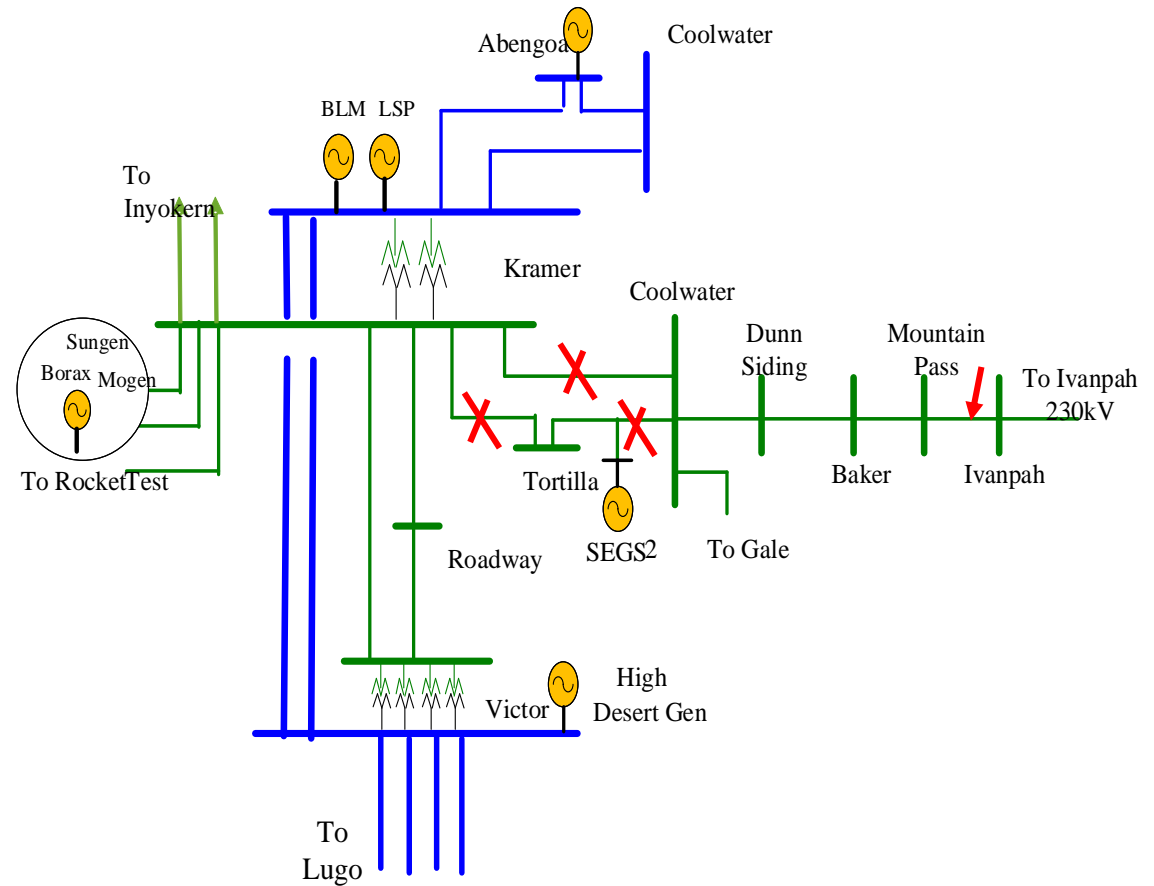 Abengoa
Coolwater
BLM LSP
To
Inyokern
Kramer
Coolwater
Sungen
Borax Mogen
Dunn
Siding
Mountain
Pass
To Ivanpah
230kV
To RocketTest
Tortilla
Baker
Ivanpah
SEGS2
To Gale
Roadway
High
Desert Gen
Victor
To
Lugo